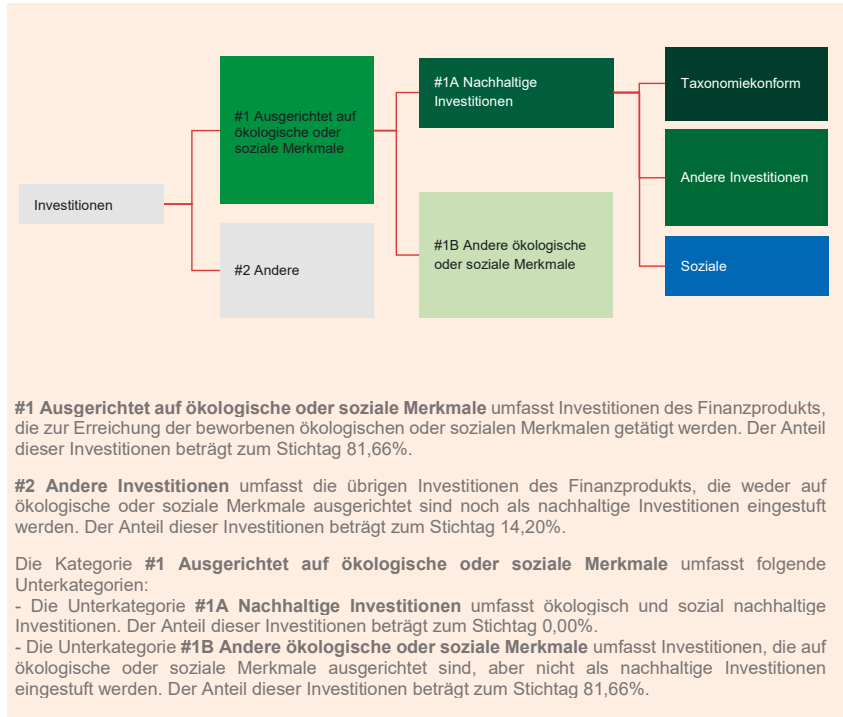 Investitionen
#1 Ausgerichtet auf
ökologische oder
soziale Merkmale
#2 Andere
#1A Nachhaltige
Investitionen
#1B Andere ökologische
oder soziale Merkmale
Taxonomiekonform
Andere Investitionen
Soziale
#1 Ausgerichtet auf ökologische oder soziale Merkmale umfasst Investitionen des Finanzprodukts,
die zur Erreichung der beworbenen ökologischen oder sozialen Merkmalen getätigt werden. Der Anteil
dieser Investitionen beträgt zum Stichtag 81,66%.
#2 Andere Investitionen umfasst die übrigen Investitionen des Finanzprodukts, die weder auf
ökologische oder soziale Merkmale ausgerichtet sind noch als nachhaltige Investitionen eingestuft
werden. Der Anteil dieser Investitionen beträgt zum Stichtag 14,20%.
Die Kategorie #1 Ausgerichtet auf ökologische oder soziale Merkmale umfasst folgende
Unterkategorien:
- Die Unterkategorie #1A Nachhaltige Investitionen umfasst ökologisch und sozial nachhaltige
Investitionen. Der Anteil dieser Investitionen beträgt zum Stichtag 0,00%.
- Die Unterkategorie #1B Andere ökologische oder soziale Merkmale umfasst Investitionen, die auf
ökologische oder soziale Merkmale ausgerichtet sind, aber nicht als nachhaltige Investitionen
eingestuft werden. Der Anteil dieser Investitionen beträgt zum Stichtag 81,66%.